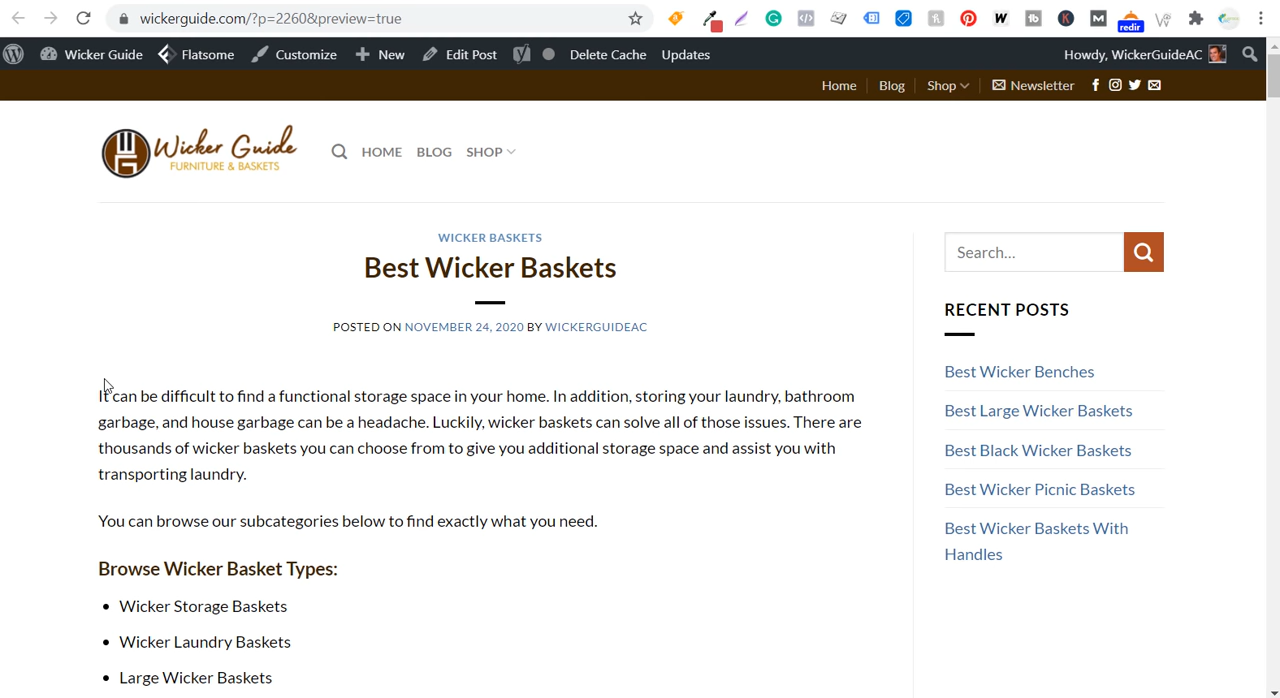 wickerguide.com/?p=2260&preview=true
redir
Wicker Guide Flatsome Customize New Edit Post Delete Cache Updates Howdy, WickerGuideAC
Home Blog Shop Newsletter
Wicker Guide
FURNITURE & BASKETS
HOME BLOG SHOP
WICKER BASKETS
Best Wicker Baskets
POSTED ON NOVEMBER 24, 2020 BY WICKERGUIDEAC
It can be difficult to find a functional storage space in your home. In addition, storing your laundry, bathroom
garbage, and house garbage can be a headache. Luckily, wicker baskets can solve all of those issues. There are
thousands of wicker baskets you can choose from to give you additional storage space and assist you with
transporting laundry.
You can browse our subcategories below to find exactly what you need.
Browse Wicker Basket Types:
Wicker Storage Baskets
Wicker Laundry Baskets
Large Wicker Baskets
Search...
RECENT POSTS
Best Wicker Benches
Best Large Wicker Baskets
Best Black Wicker Baskets
Best Wicker Picnic Baskets
Best Wicker Baskets With
Handles